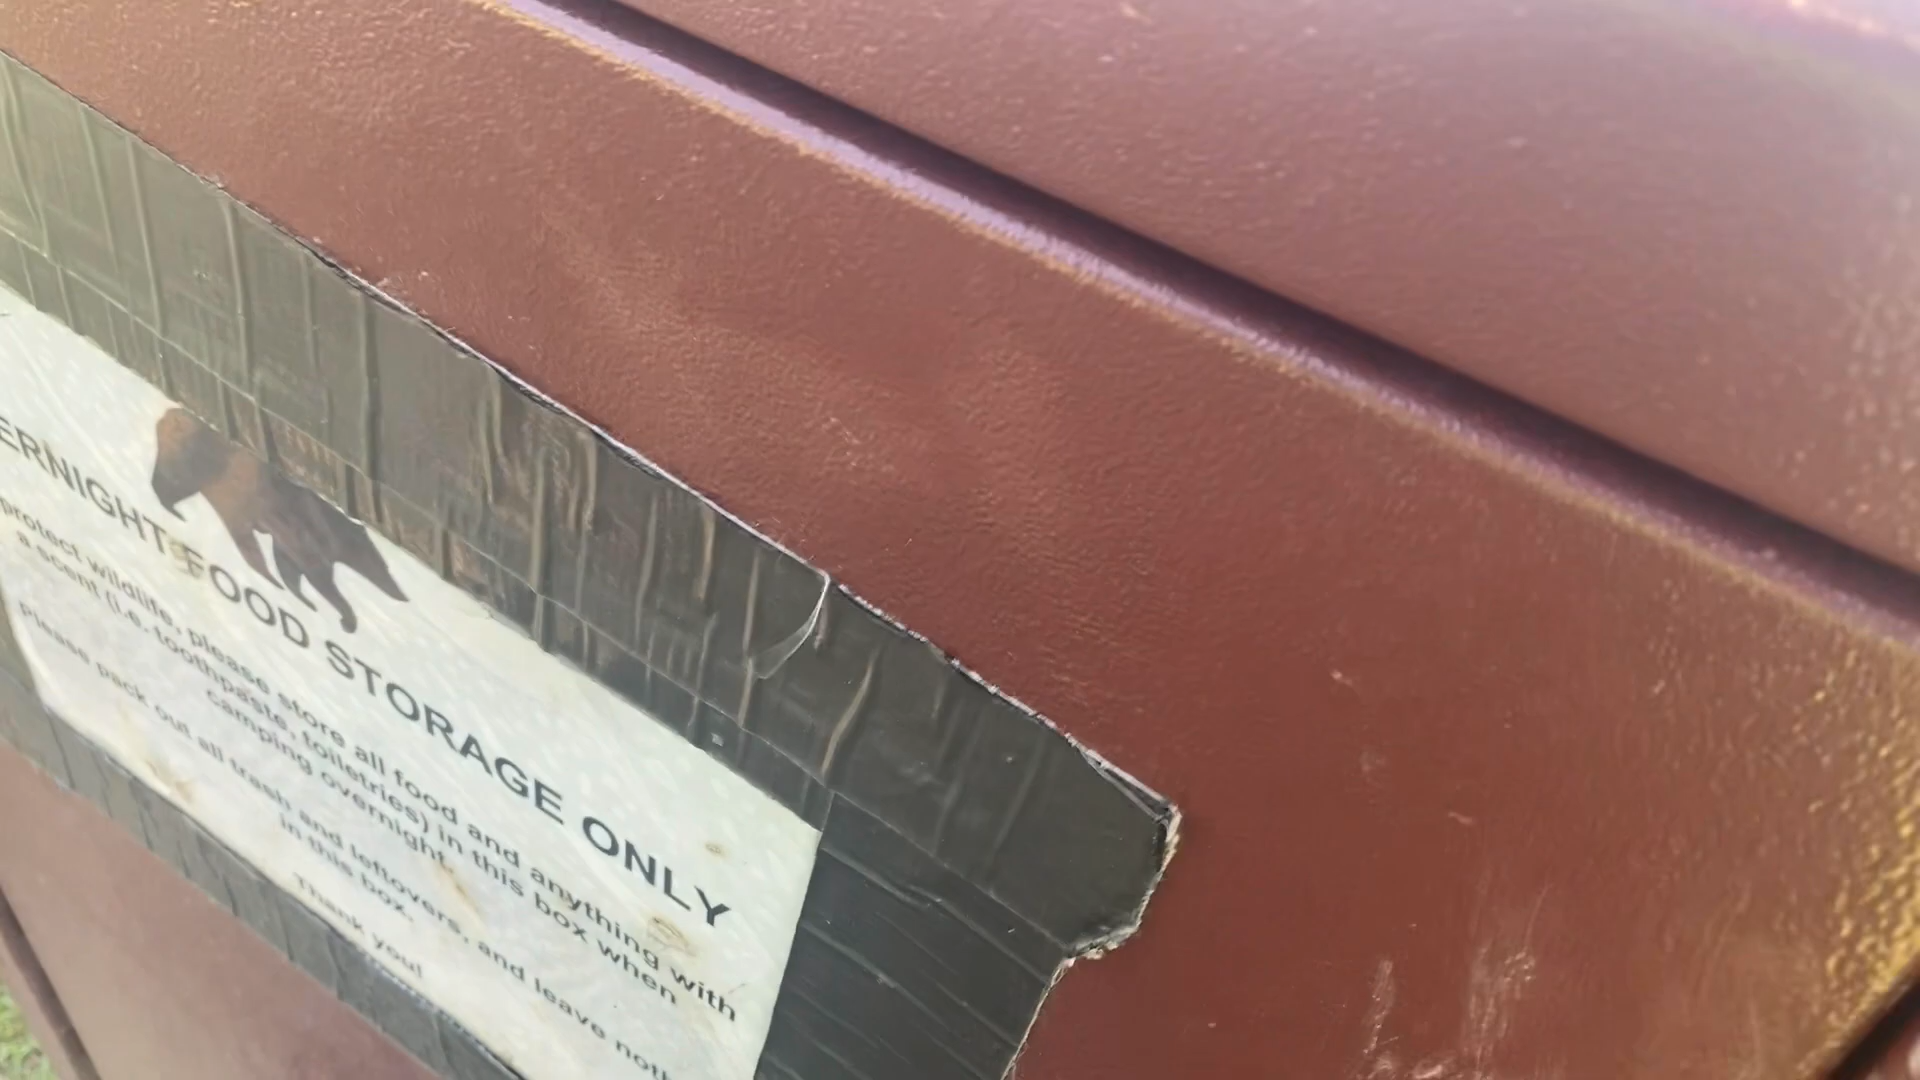 ERNIGHT FOOD STORAGE ONLY
protect wildlife, please store all food and anything with
a scent (i.e. toothpaste, toiletries) in this box when
camping overnight.
Please pack out all trash and leftovers, and leave noth
in this box.
Thank you!